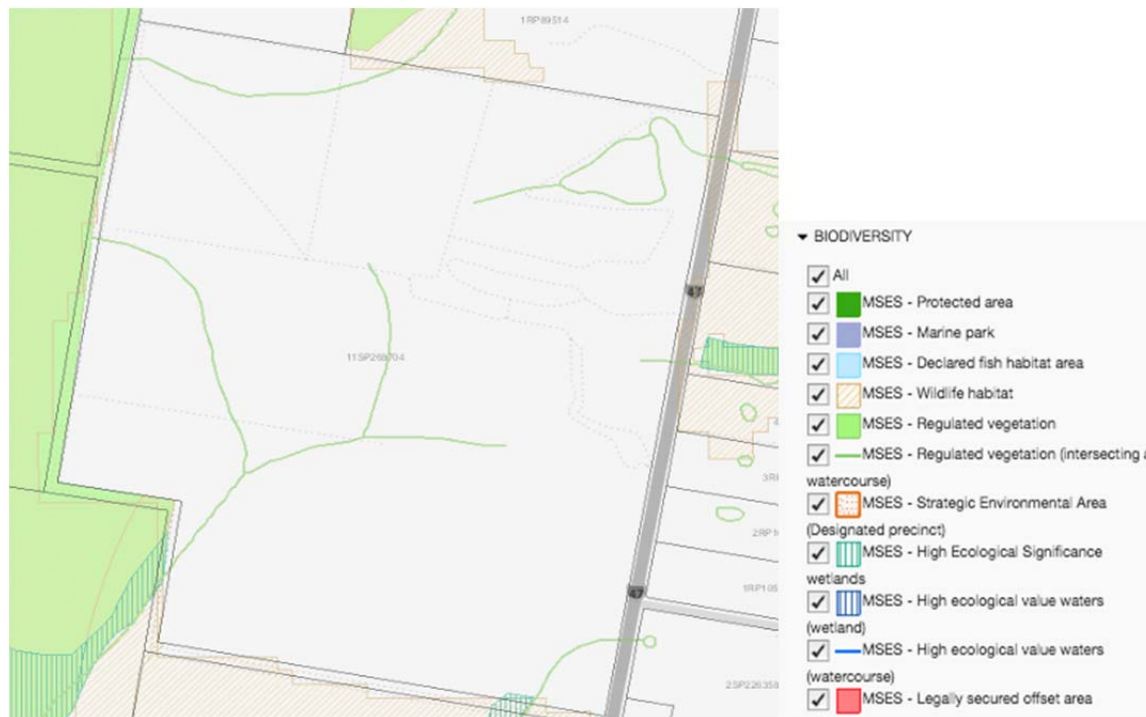 1RP89514
47
11SP268704
3RP
2RP1
1RP105
47
2SP226358
▼ BIODIVERSITY
All
MSES - Protected area
MSES - Marine park
MSES - Declared fish habitat area
MSES - Wildlife habitat
MSES - Regulated vegetation
MSES - Regulated vegetation (intersecting a
watercourse)
MSES - Strategic Environmental Area
(Designated precinct)
MSES - High Ecological Significance
wetlands
MSES - High ecological value waters
(wetland)
MSES - High ecological value waters
(watercourse)
MSES - Legally secured offset area